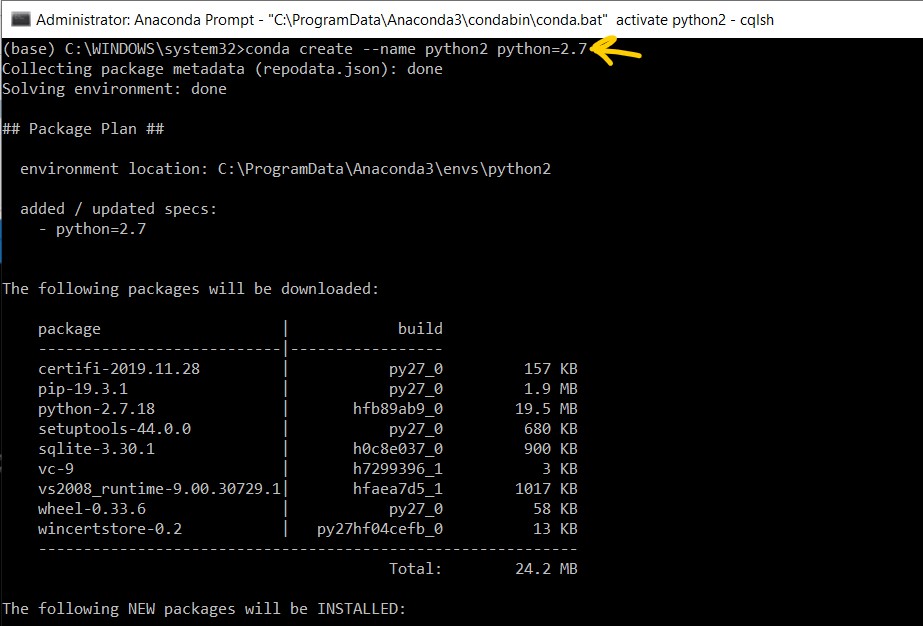 Administrator: Anaconda Prompt - "C:\ProgramData\Anaconda3\condabin\conda.bat" activate python2 - cqlsh
(base) C:\WINDOWS\system32>conda create --name python2 python=2.7
Collecting package metadata (repodata.json): done
Solving environment: done
## Package Plan ##
environment location: C:\ProgramData\Anaconda3\envs\python2
added / updated specs:
- python=2.7
The following packages will be downloaded:
package | build
---------------------------|-----------------
certifi-2019.11.28 | py27_0 157 KB
pip-19.3.1 | py27_0 1.9 MB
python-2.7.18 | hfb89ab9_0 19.5 MB
setuptools-44.0.0 | py27_0 680 KB
sqlite-3.30.1 | h0c8e037_0 900 KB
vc-9 | h7299396_1 3 KB
vs2008_runtime-9.00.30729.1| hfaea7d5_1 1017 KB
wheel-0.33.6 | py27_0 58 KB
wincertstore-0.2 | py27hf04cefb_0 13 KB
------------------------------------------------------------
Total: 24.2 MB
The following NEW packages will be INSTALLED: